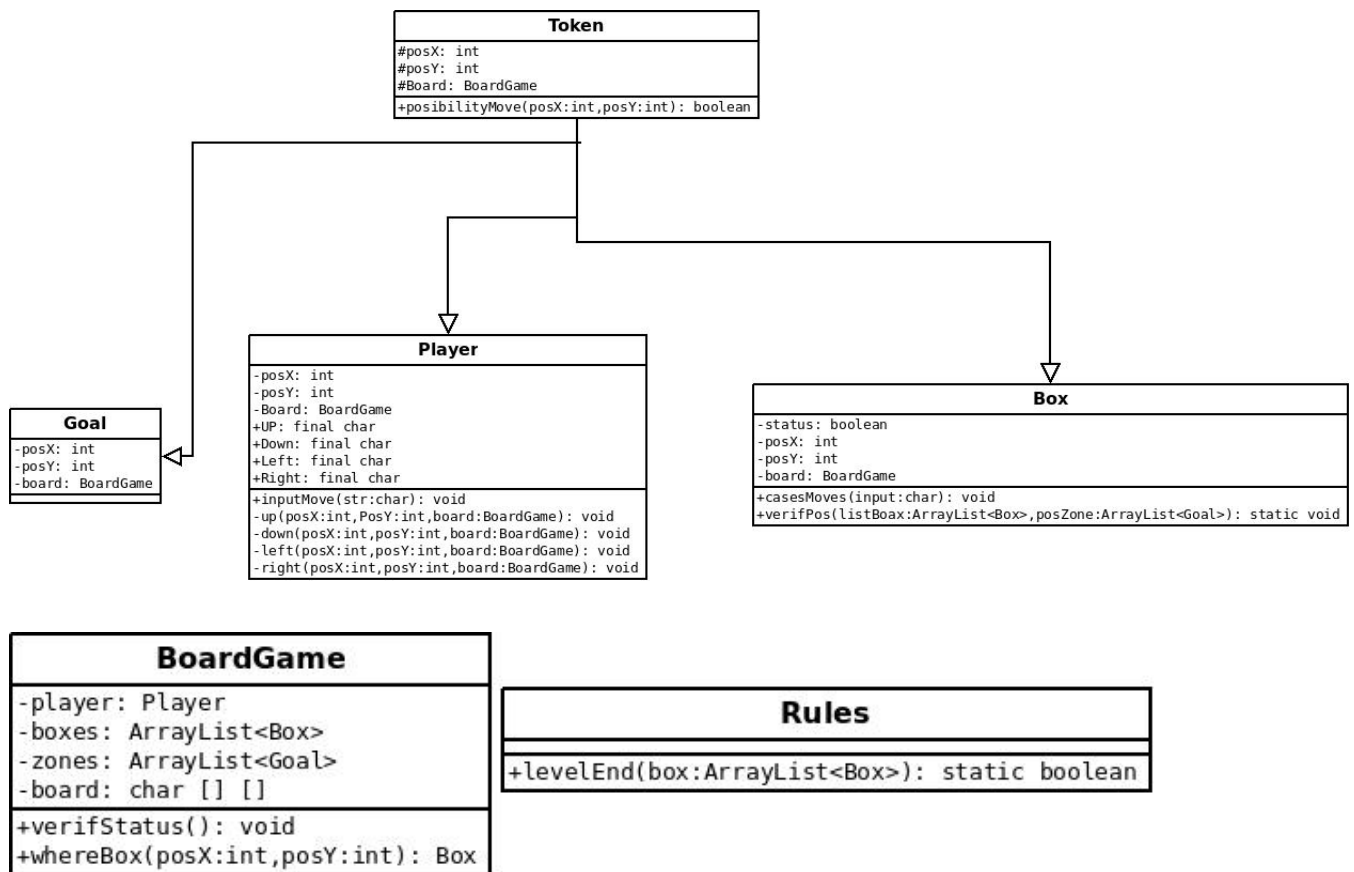 Token
#posX: int
#posY: int
#Board: BoardGame
+posibilityMove(posX:int,posY:int): boolean
Player
-posX: int
-posY: int
-Board: BoardGame
+UP: final char
+Down: final char
+Left: final char
+Right: final char
+inputMove(str:char): void
-up(posX:int,PosY:int,board:BoardGame): void
-down(posX:int,posY:int,board:BoardGame): void
-left(posX:int,posY:int,board:BoardGame): void
-right(posX:int,posY:int,board:BoardGame): void
Goal
-posX: int
-posY: int
-board: BoardGame
Box
-status: boolean
-posX: int
-posY: int
-board: BoardGame
+casesMoves(input:char): void
+verifPos(listBoax:ArrayList<Box>,posZone:ArrayList<Goal>): static void
BoardGame
-player: Player
-boxes: ArrayList<Box>
-zones: ArrayList<Goal>
-board: char [] []
+verifStatus(): void
+whereBox(posX:int,posY:int): Box
Rules
+levelEnd(box:ArrayList<Box>): static boolean